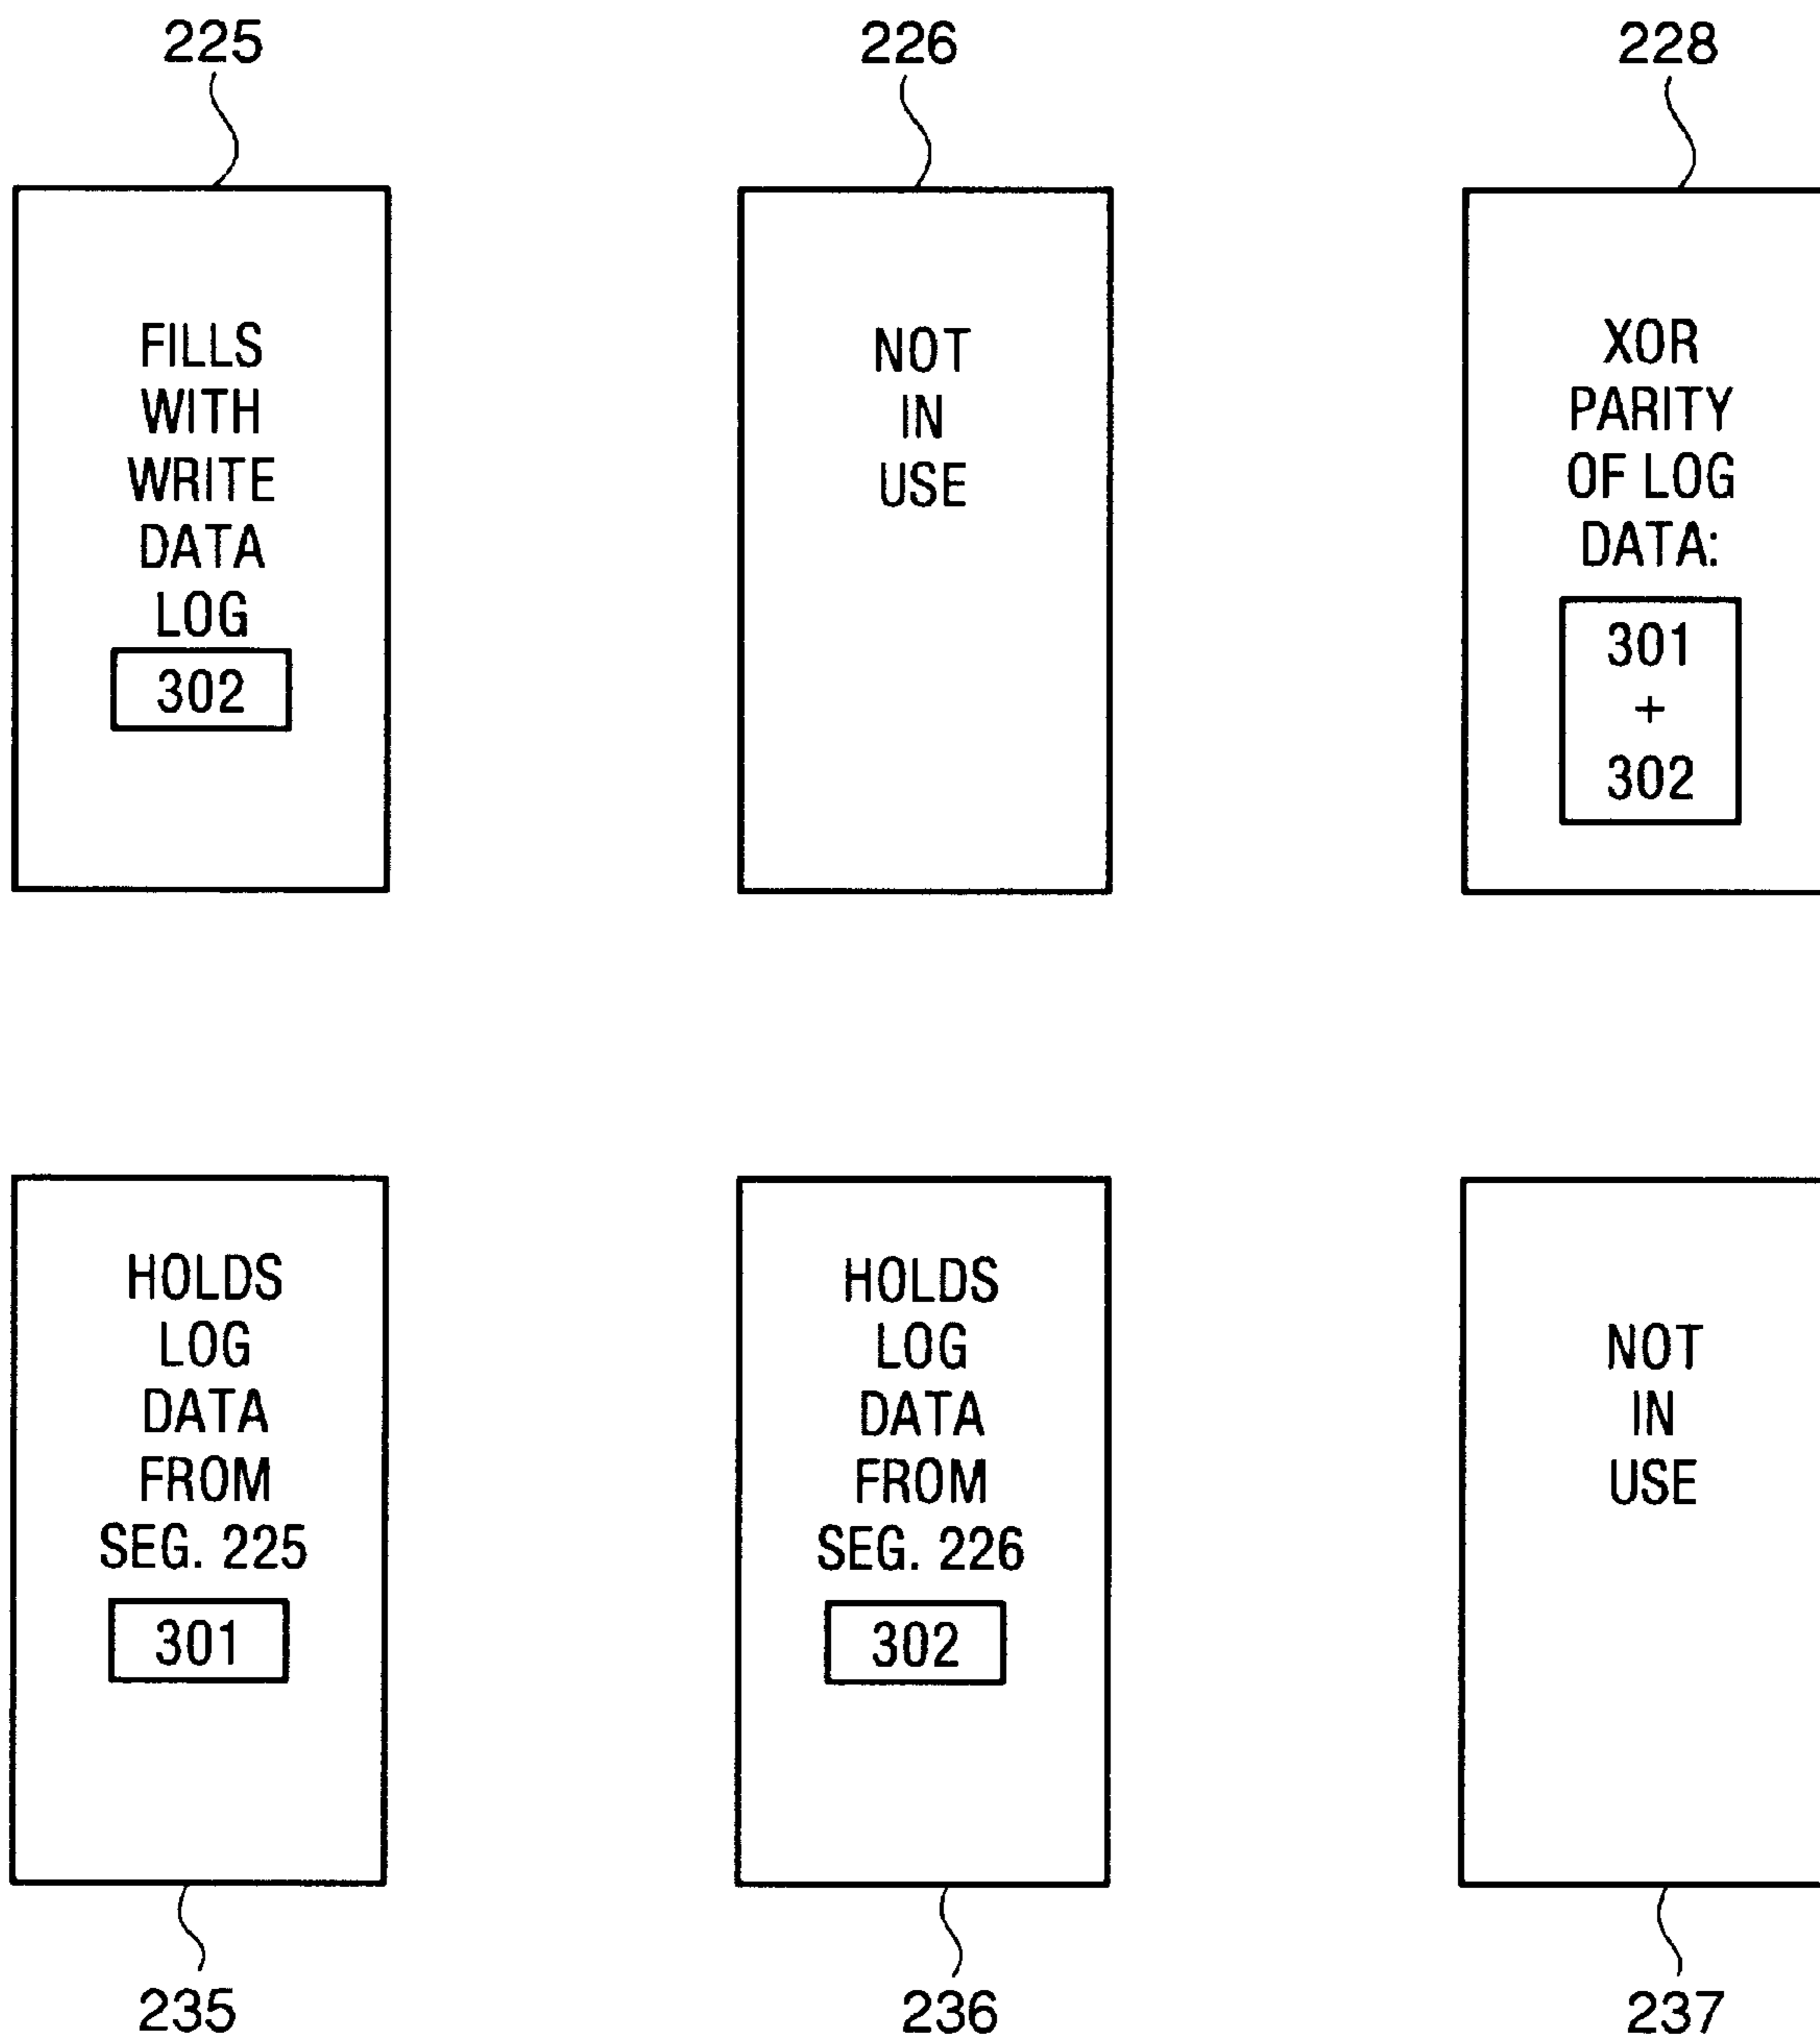 225
226
228
FILLS
WITH
WRITE
DATA
LOG
302
NOT
IN
USE
XOR
PARITY
OF LOG
DATA:
301
+
302
HOLDS
LOG
DATA
FROM
SEG. 225
301
HOLDS
LOG
DATA
FROM
SEG. 226
302
NOT
IN
USE
235
236
237